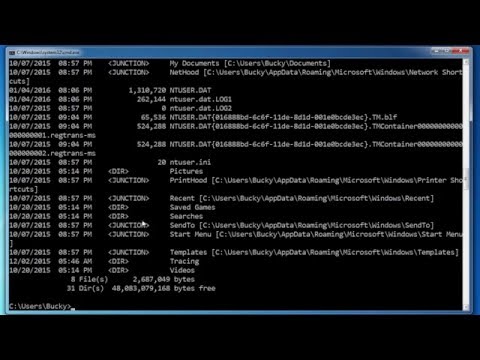 C:\Windows\system32\cmd.exe
10/07/2015 08:57 PM <JUNCTION> My Documents [C:\Users\Bucky\Documents]
10/07/2015 08:57 PM <JUNCTION> NetHood [C:\Users\Bucky\AppData\Roaming\Microsoft\Windows\Network Shor
cuts]
01/04/2016 08:06 PM 1,310,720 NTUSER.DAT
01/04/2016 08:06 PM 262,144 ntuser.dat.LOG1
10/07/2015 08:57 PM 0 ntuser.dat.LOG2
10/07/2015 09:04 PM 65,536 NTUSER.DAT{016888bd-6c6f-11de-8d1d-001e0bcde3ec}.TM.blf
10/07/2015 09:04 PM 524,288 NTUSER.DAT{016888bd-6c6f-11de-8d1d-001e0bcde3ec}.TMContainer0000000000
0000000001.regtrans-ms
10/07/2015 09:04 PM 524,288 NTUSER.DAT{016888bd-6c6f-11de-8d1d-001e0bcde3ec}.TMContainer0000000000
0000000002.regtrans-ms
10/07/2015 08:57 PM 20 ntuser.ini
10/20/2015 05:14 PM <DIR> Pictures
10/07/2015 08:57 PM <JUNCTION> PrintHood [C:\Users\Bucky\AppData\Roaming\Microsoft\Windows\Printer Sho
rtcuts]
10/07/2015 08:57 PM <JUNCTION> Recent [C:\Users\Bucky\AppData\Roaming\Microsoft\Windows\Recent]
10/20/2015 05:14 PM <DIR> Saved Games
10/20/2015 05:14 PM <DIR> Searches
10/07/2015 08:57 PM <JUNCTION> SendTo [C:\Users\Bucky\AppData\Roaming\Microsoft\Windows\SendTo]
10/07/2015 08:57 PM <JUNCTION> Start Menu [C:\Users\Bucky\AppData\Roaming\Microsoft\Windows\Start Menu
]
10/07/2015 08:57 PM <JUNCTION> Templates [C:\Users\Bucky\AppData\Roaming\Microsoft\Windows\Templates]
12/02/2015 05:46 AM <DIR> Tracing
10/20/2015 05:14 PM <DIR> Videos
8 File(s) 2,687,049 bytes
31 Dir(s) 48,083,079,168 bytes free
C:\Users\Bucky>_